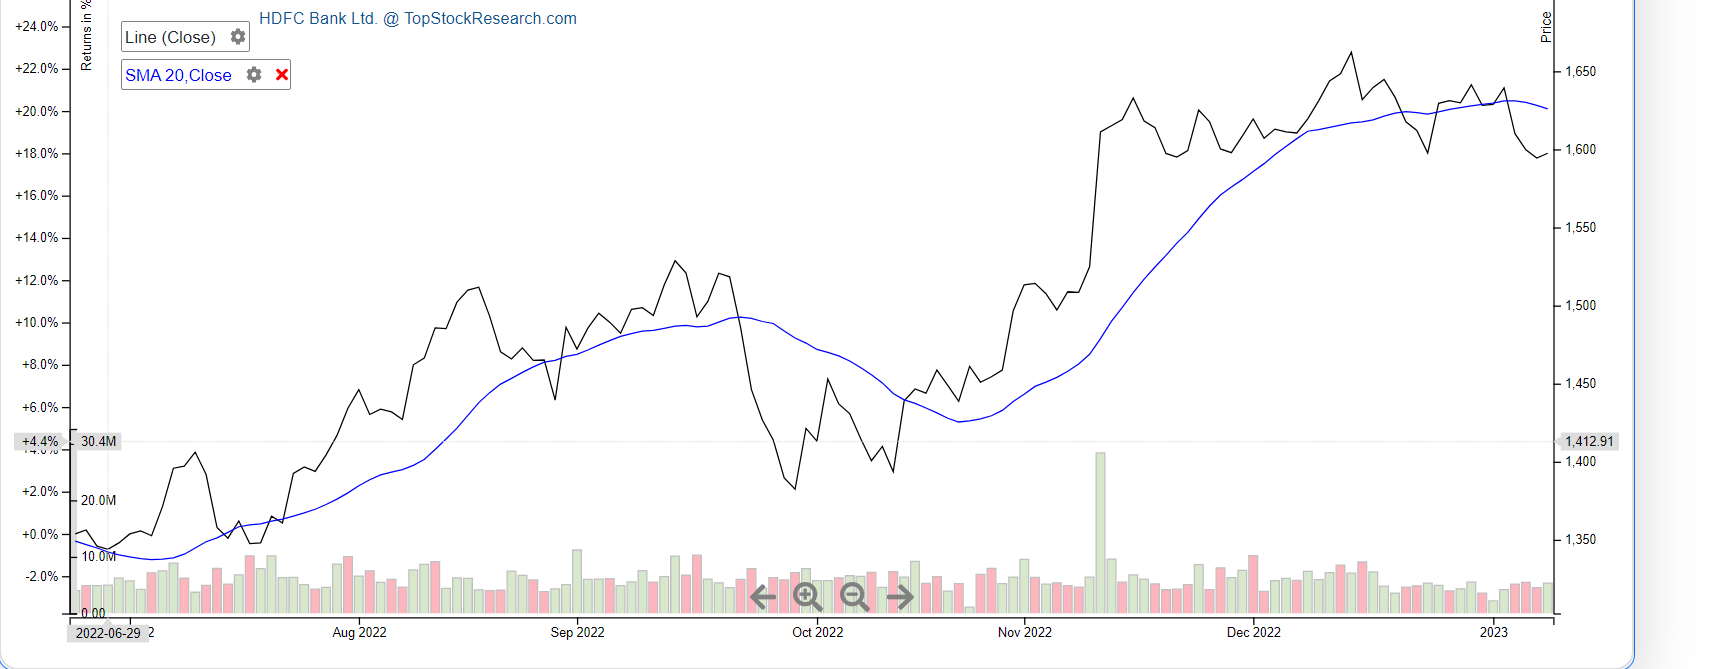 HDFC Bank Ltd. @ TopStockResearch.com
Line (Close)
SMA 20,Close
Returns in %
+24.0%
+22.0%
+20.0%
+18.0%
+16.0%
+14.0%
+12.0%
+10.0%
+8.0%
+6.0%
+4.4%
+4.0%
+2.0%
+0.0%
-2.0%
30.4M
20.0M
10.0M
0.00
Price
1,650
1,600
1,550
1,500
1,450
1,412.91
1,400
1,350
2022-06-29
Aug 2022
Sep 2022
Oct 2022
Nov 2022
Dec 2022
2023